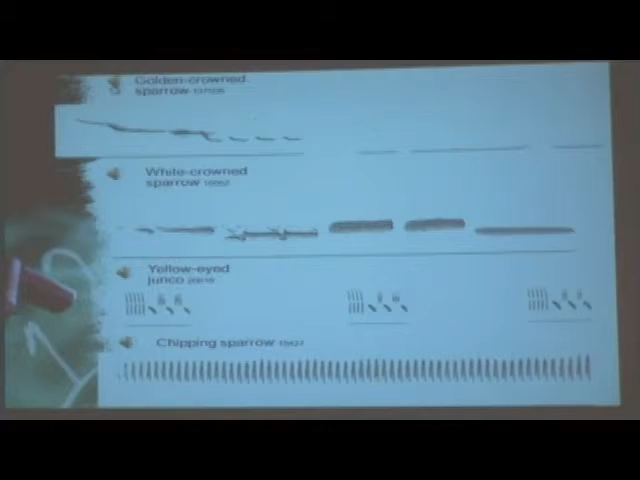 Golden-crowned
sparrow
White-crowned
sparrow
Yellow-eyed
junco
Chipping sparrow